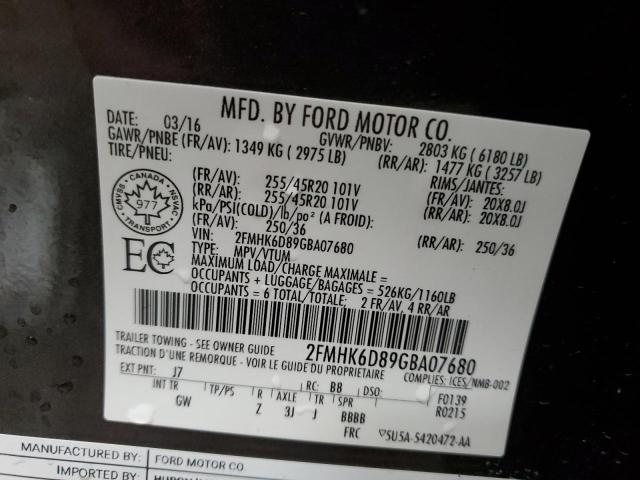 MFD. BY FORD MOTOR CO.
DATE: 03/16 GVWR/PNBV: 2803 KG ( 6180 LB)
GAWR/PNBE (FR/AV): 1349 KG ( 2975 LB) (RR/AR): 1477 KG ( 3257 LB)
TIRE/PNEU: RIMS/JANTES:
(FR/AV): 255/45R20 101V (FR/AV): 20X8.0J
(RR/AR): 255/45R20 101V (RR/AR): 20X8.0J
kPa/PSI(COLD)/lb/po² (A FROID):
(FR/AV): 250/36 (RR/AR): 250/36
VIN: 2FMHK6D89GBA07680
TYPE: MPV/VTUM
MAXIMUM LOAD/CHARGE MAXIMALE =
OCCUPANTS + LUGGAGE/BAGAGES = 526KG/1160LB
OCCUPANTS = 6 TOTAL/TOTALE: 2 FR/AV, 4 RR/AR
CMVSS CANADA NSVAC
977
TRANSPORT
EC
TRAILER TOWING - SEE OWNER GUIDE 2FMHK6D89GBA07680
TRACTION D'UNE REMORQUE - VOIR LE GUIDE DU PROPRIETAIRE COMPLIES: ICES/NMB-002
EXT PNT: J7 RC: B8 DSO: F0139
INT TR TP/PS R AXLE TR SPR R0215
GW Z 3J J BBBB
FRC 5U5A-5420472-AA
MANUFACTURED BY: FORD MOTOR CO
IMPORTED BY: